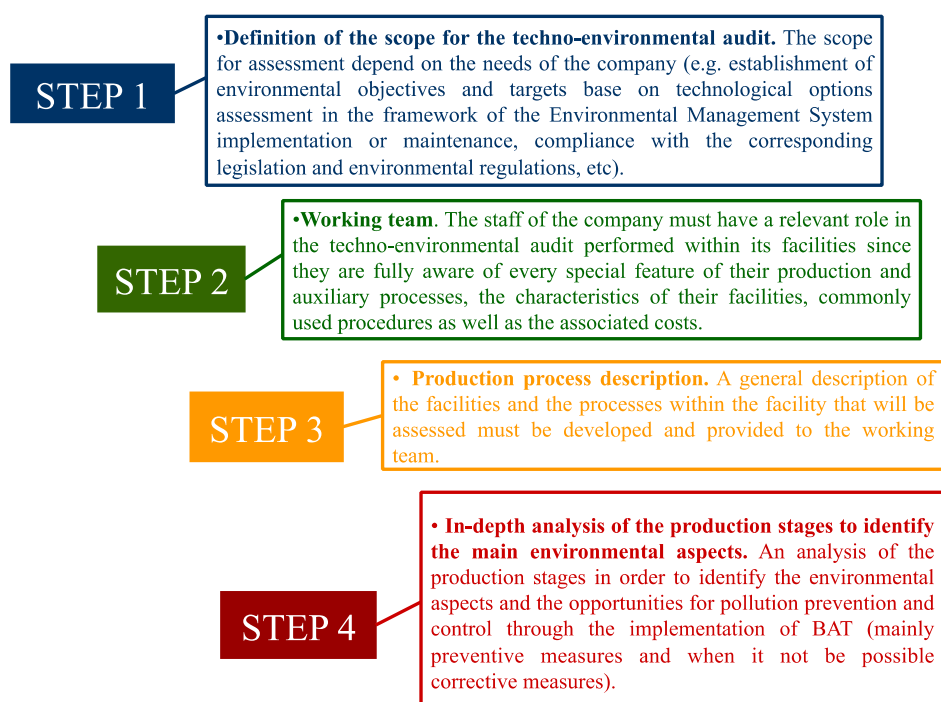 STEP 1
•Definition of the scope for the techno-environmental audit. The scope
for assessment depend on the needs of the company (e.g. establishment of
environmental objectives and targets base on technological options
assessment in the framework of the Environmental Management System
implementation or maintenance, compliance with the corresponding
legislation and environmental regulations, etc).
STEP 2
•Working team. The staff of the company must have a relevant role in
the techno-environmental audit performed within its facilities since
they are fully aware of every special feature of their production and
auxiliary processes, the characteristics of their facilities, commonly
used procedures as well as the associated costs.
STEP 3
• Production process description. A general description of
the facilities and the processes within the facility that will be
assessed must be developed and provided to the working
team.
STEP 4
• In-depth analysis of the production stages to identify
the main environmental aspects. An analysis of the
production stages in order to identify the environmental
aspects and the opportunities for pollution prevention and
control through the implementation of BAT (mainly
preventive measures and when it not be possible
corrective measures).